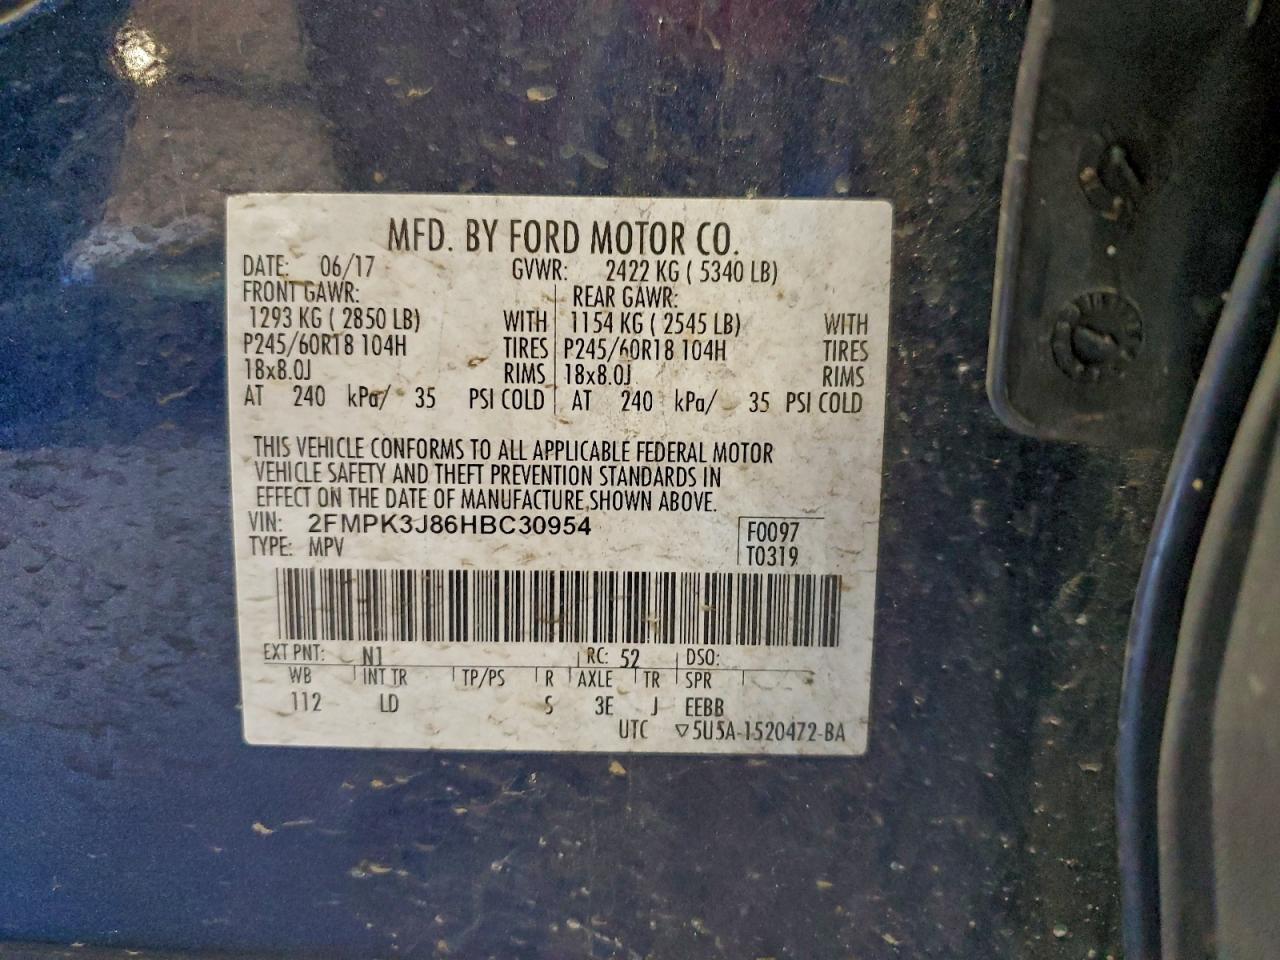 MFD. BY FORD MOTOR CO.
DATE: 06/17 GVWR: 2422 KG ( 5340 LB)
FRONT GAWR: REAR GAWR:
1293 KG ( 2850 LB) WITH 1154 KG ( 2545 LB) WITH
P245/60R18 104H TIRES P245/60R18 104H TIRES
18x8.0J RIMS 18x8.0J RIMS
AT 240 kPa/ 35 PSI COLD AT 240 kPa/ 35 PSI COLD
THIS VEHICLE CONFORMS TO ALL APPLICABLE FEDERAL MOTOR
VEHICLE SAFETY AND THEFT PREVENTION STANDARDS IN
EFFECT ON THE DATE OF MANUFACTURE SHOWN ABOVE.
VIN: 2FMPK3J86HBC30954 F0097
TYPE: MPV T0319
EXT PNT: N1 RC: 52 DSO:
WB INT TR TP/PS R AXLE TR SPR
112 LD S 3E J EEBB
UTC ▽5U5A-1520472-BA